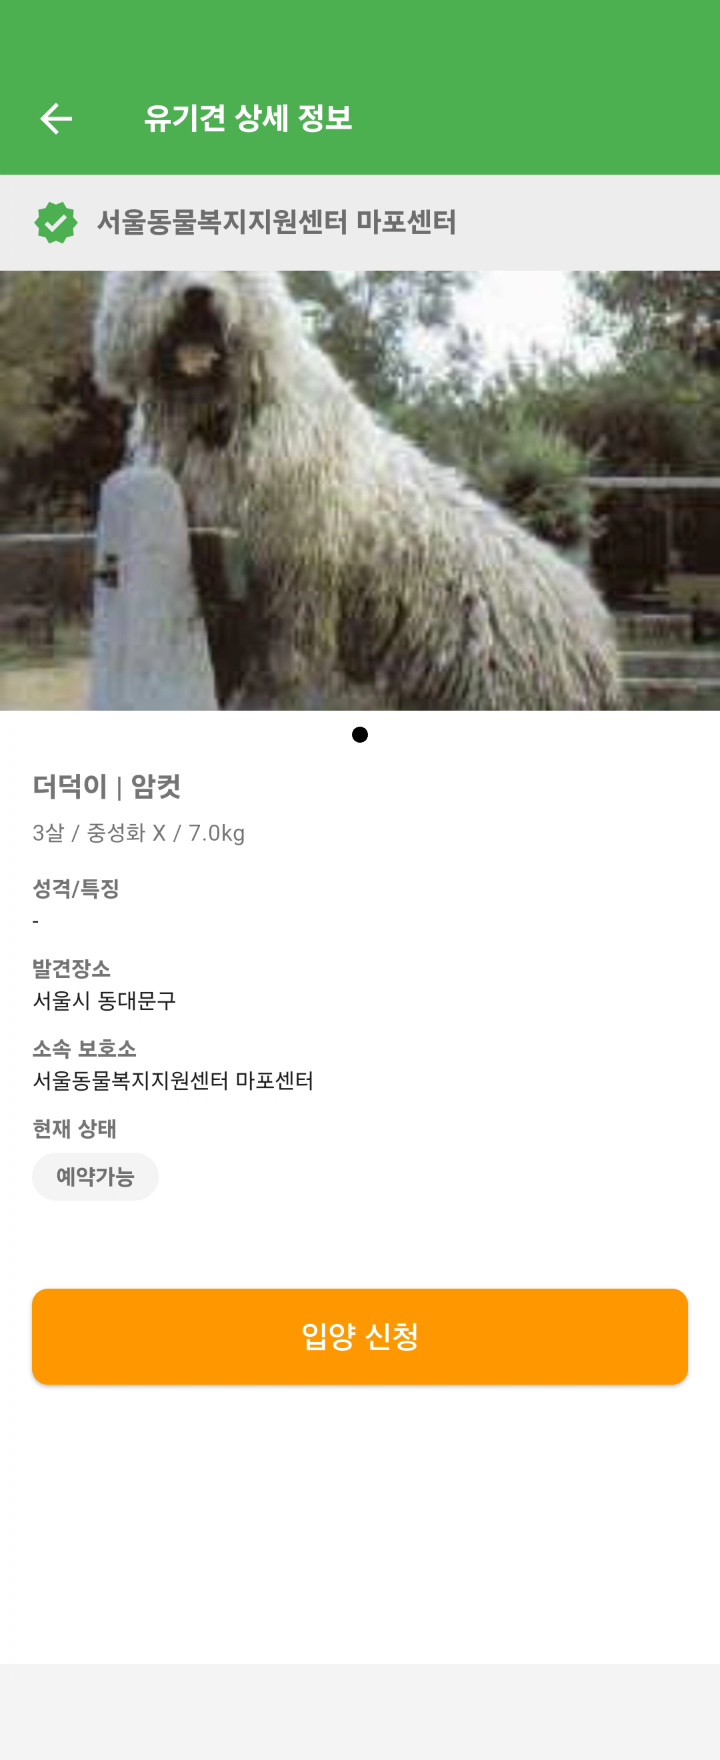 유기견 상세 정보
서울동물복지지원센터 마포센터
더덕이 | 암컷
3살 / 중성화 X / 7.0kg
성격/특징
-
발견장소
서울시 동대문구
소속 보호소
서울동물복지지원센터 마포센터
현재 상태
예약가능
입양 신청